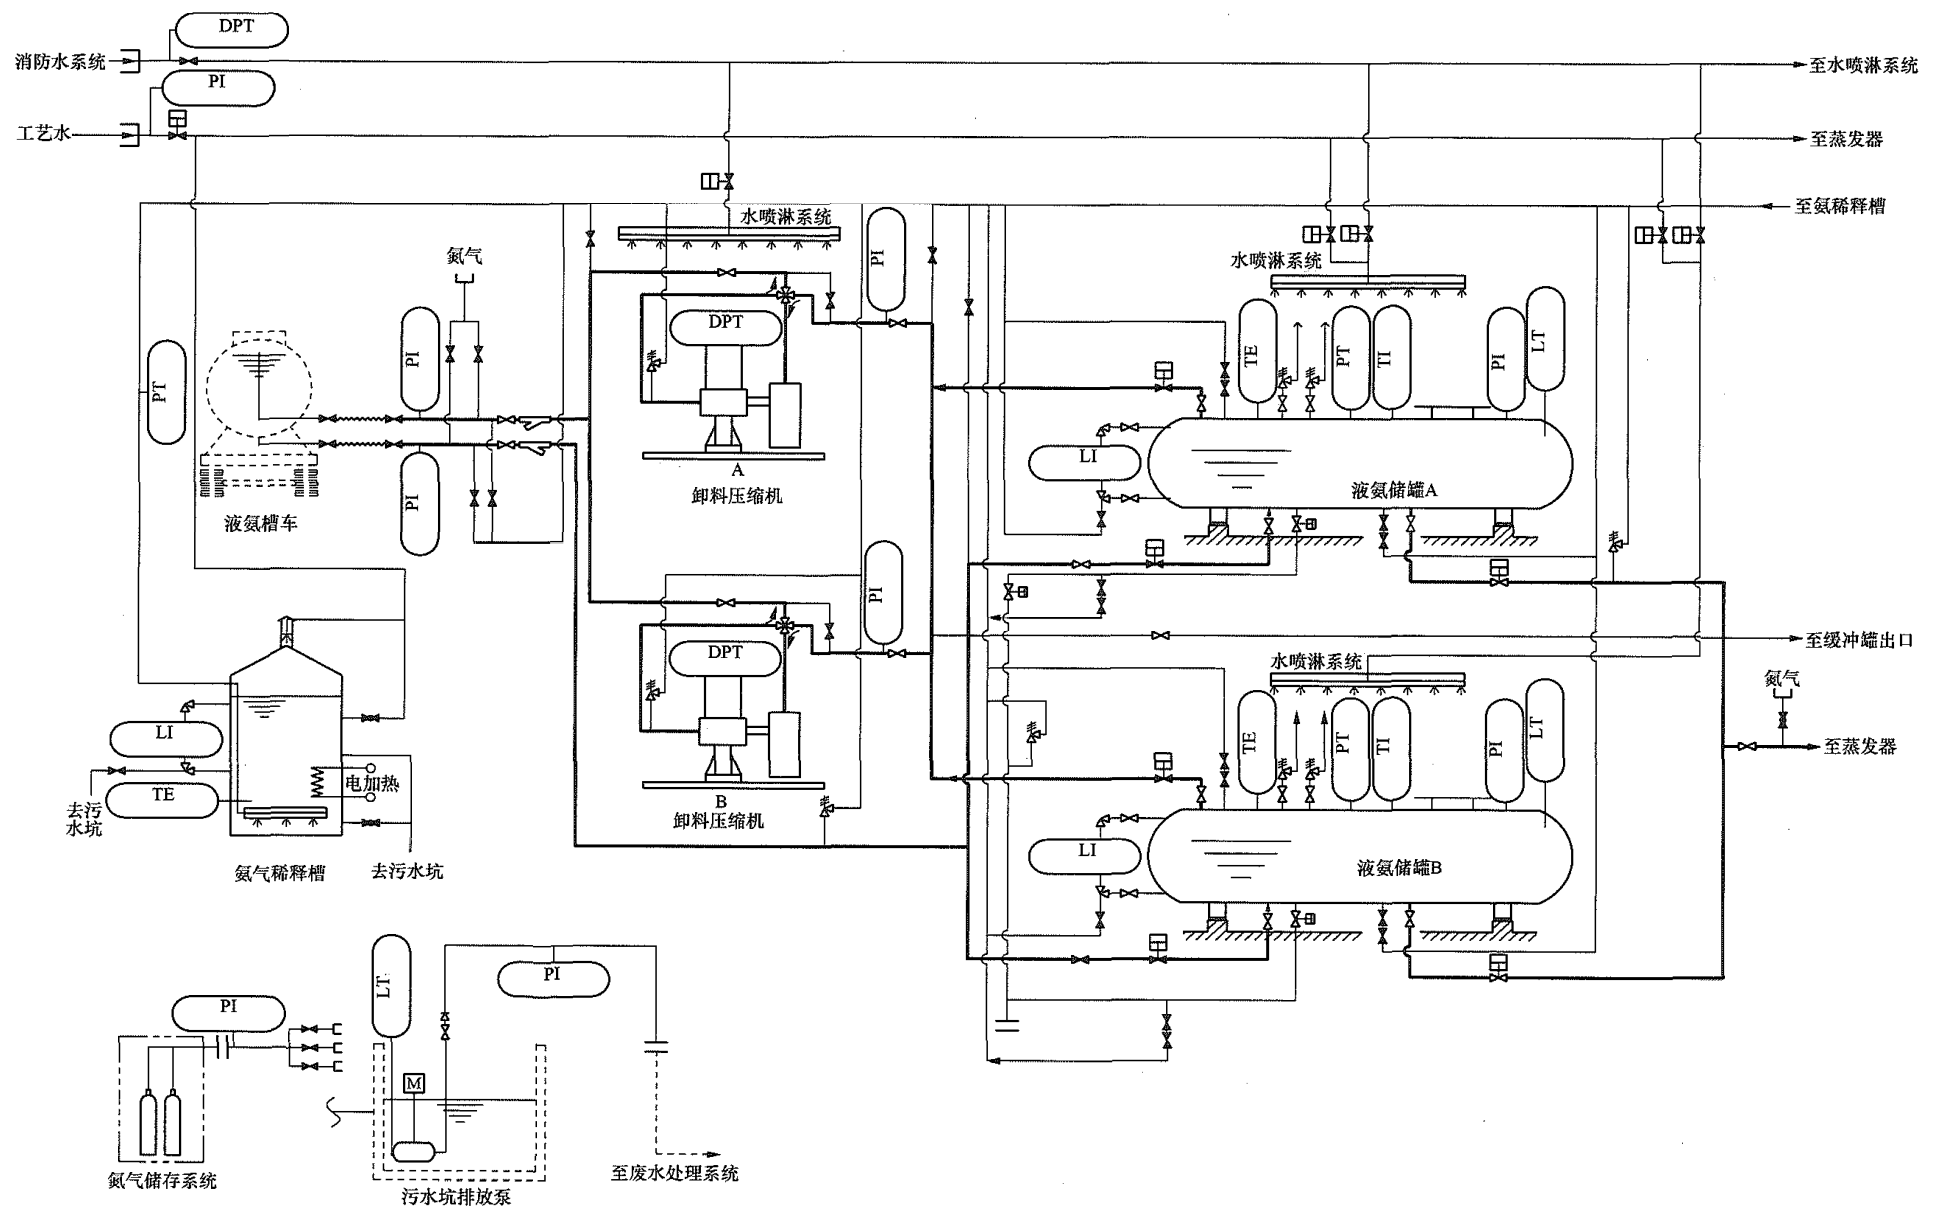 DPT
消防水系统
至水喷淋系统
PI
工艺水
至蒸发器
至氨稀释槽
水喷淋系统
PI
氮气
水喷淋系统
PI
DPT
TE
PT
TI
PI
LT
PT
PI
LI
A
卸料压缩机
液氨储罐A
液氨槽车
PI
DPT
至缓冲罐出口
水喷淋系统
氮气
TE
PT
TI
PI
LT
LI
至蒸发器
电加热
TE
去污
水坑
B
卸料压缩机
LI
液氨储罐B
氨气稀释槽
去污水坑
LT
PI
PI
M
氮气储存系统
污水坑排放泵
至废水处理系统